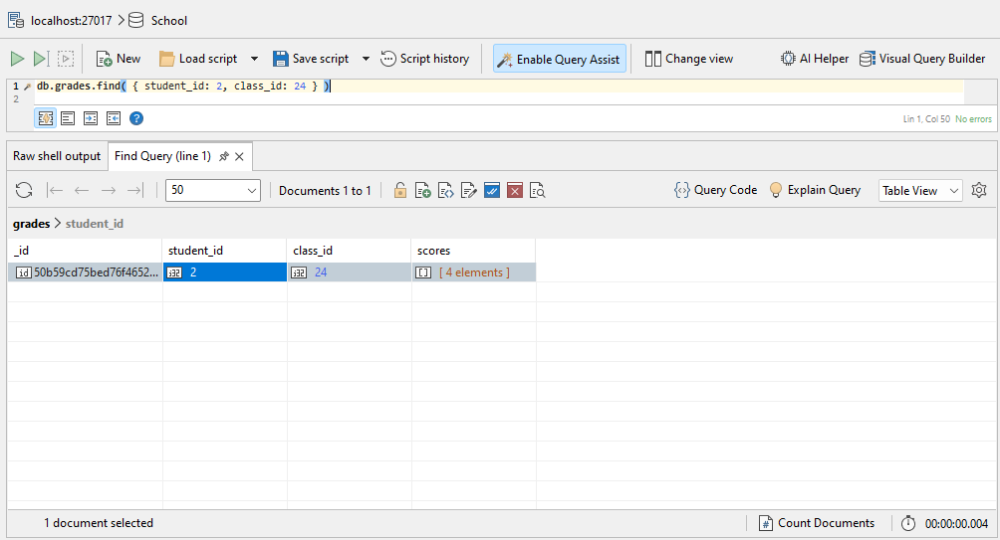 localhost:27017 > School
New Load script Save script Script history Enable Query Assist Change view AI Helper Visual Query Builder
1 db.grades.find( { student_id: 2, class_id: 24 } )
2
? Lin 1, Col 50 No errors
Raw shell output Find Query (line 1)
50 Documents 1 to 1 Query Code Explain Query Table View
grades > student_id
_id student_id class_id scores
id 50b59cd75bed76f4652... i32 2 i32 24 [ 4 elements ]
1 document selected Count Documents 00:00:00.004